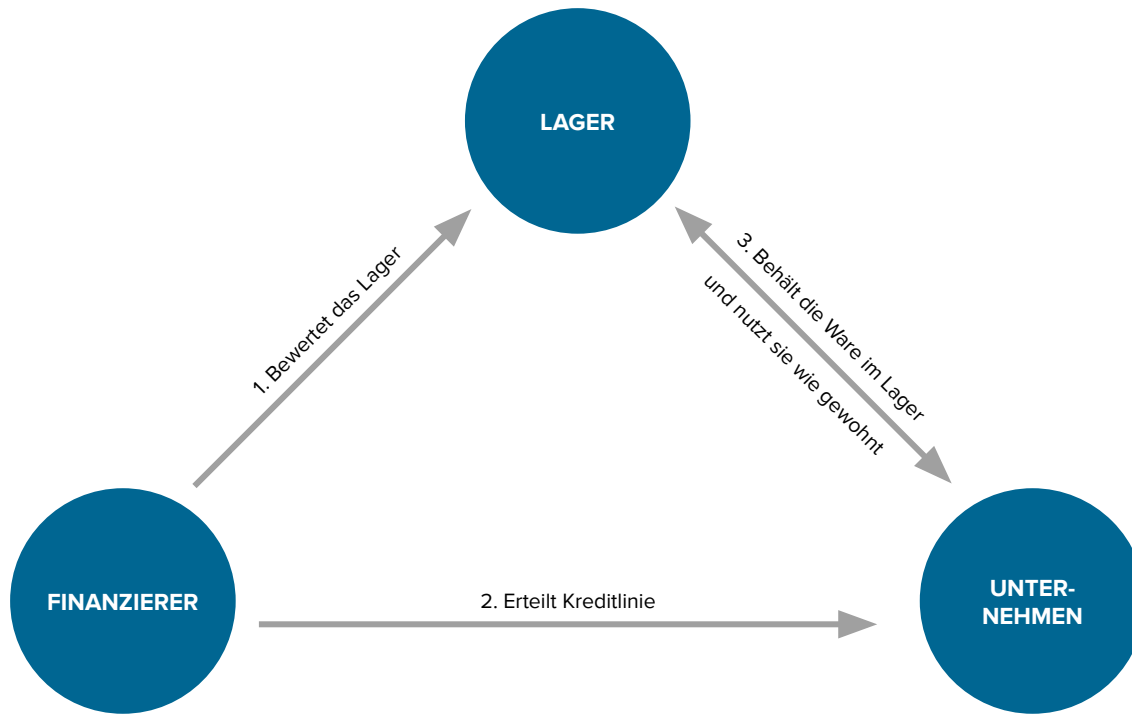 LAGER
1. Bewertet das Lager
3. Behält die Ware im Lager
und nutzt sie wie gewohnt
FINANZIERER
2. Erteilt Kreditlinie
UNTER-
NEHMEN